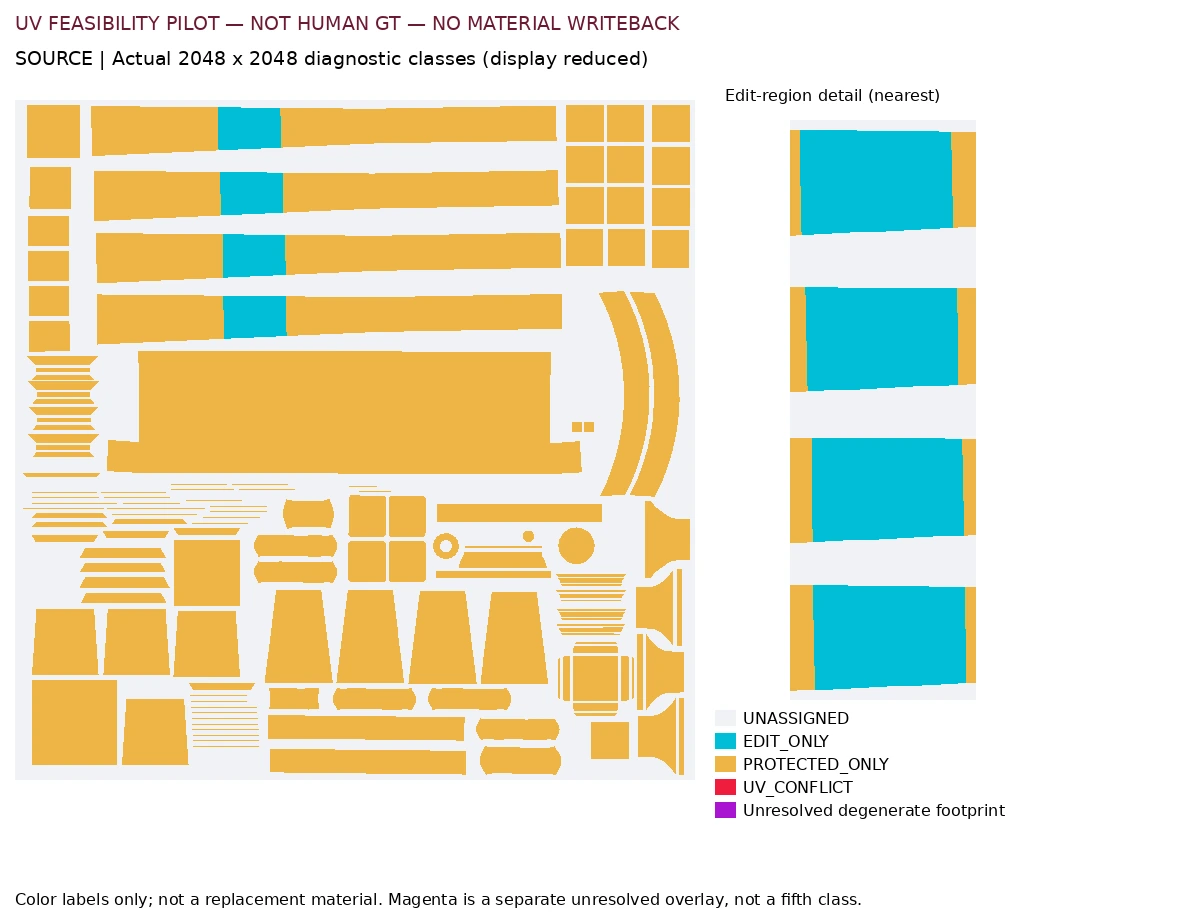 UV FEASIBILITY PILOT — NOT HUMAN GT — NO MATERIAL WRITEBACK
SOURCE | Actual 2048 x 2048 diagnostic classes (display reduced)
Edit-region detail (nearest)
UNASSIGNED
EDIT_ONLY
PROTECTED_ONLY
UV_CONFLICT
Unresolved degenerate footprint
Color labels only; not a replacement material. Magenta is a separate unresolved overlay, not a fifth class.